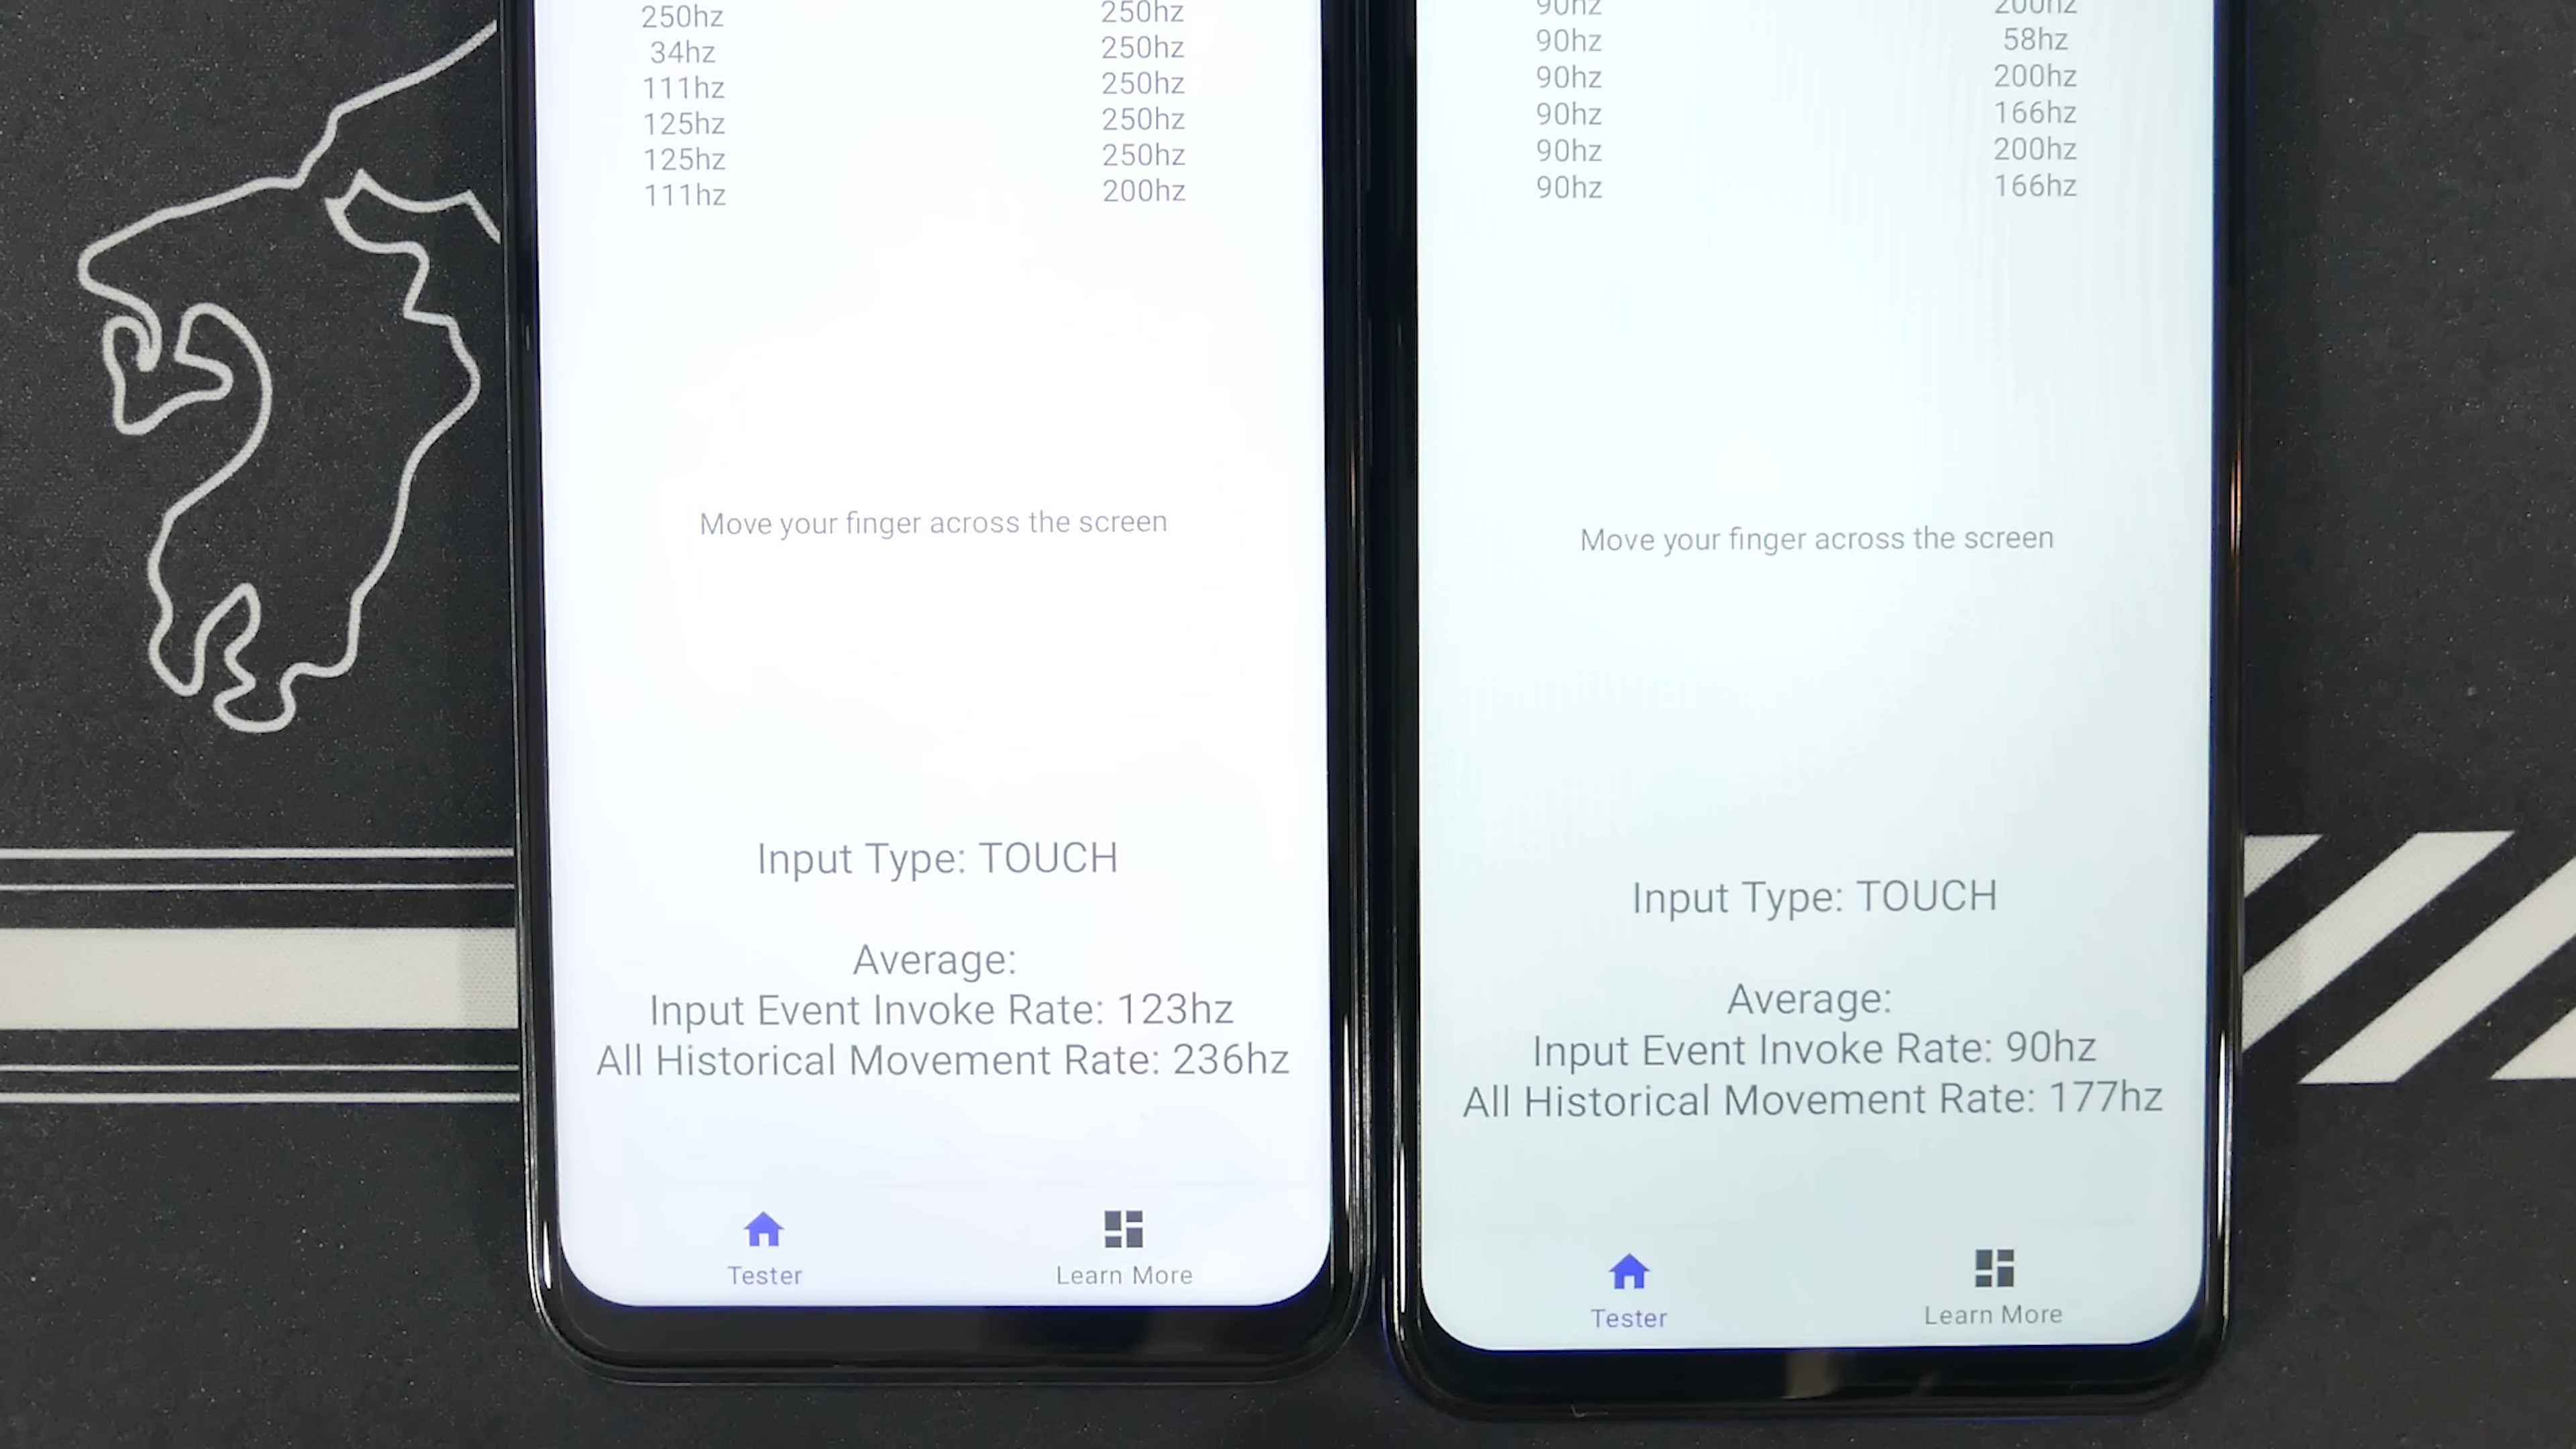 250hz 250hz
34hz 250hz
111hz 250hz
125hz 250hz
125hz 250hz
111hz 200hz
Move your finger across the screen
Input Type: TOUCH
Average:
Input Event Invoke Rate: 123hz
All Historical Movement Rate: 236hz
Tester Learn More
90hz 200hz
90hz 58hz
90hz 200hz
90hz 166hz
90hz 200hz
90hz 166hz
Move your finger across the screen
Input Type: TOUCH
Average:
Input Event Invoke Rate: 90hz
All Historical Movement Rate: 177hz
Tester Learn More